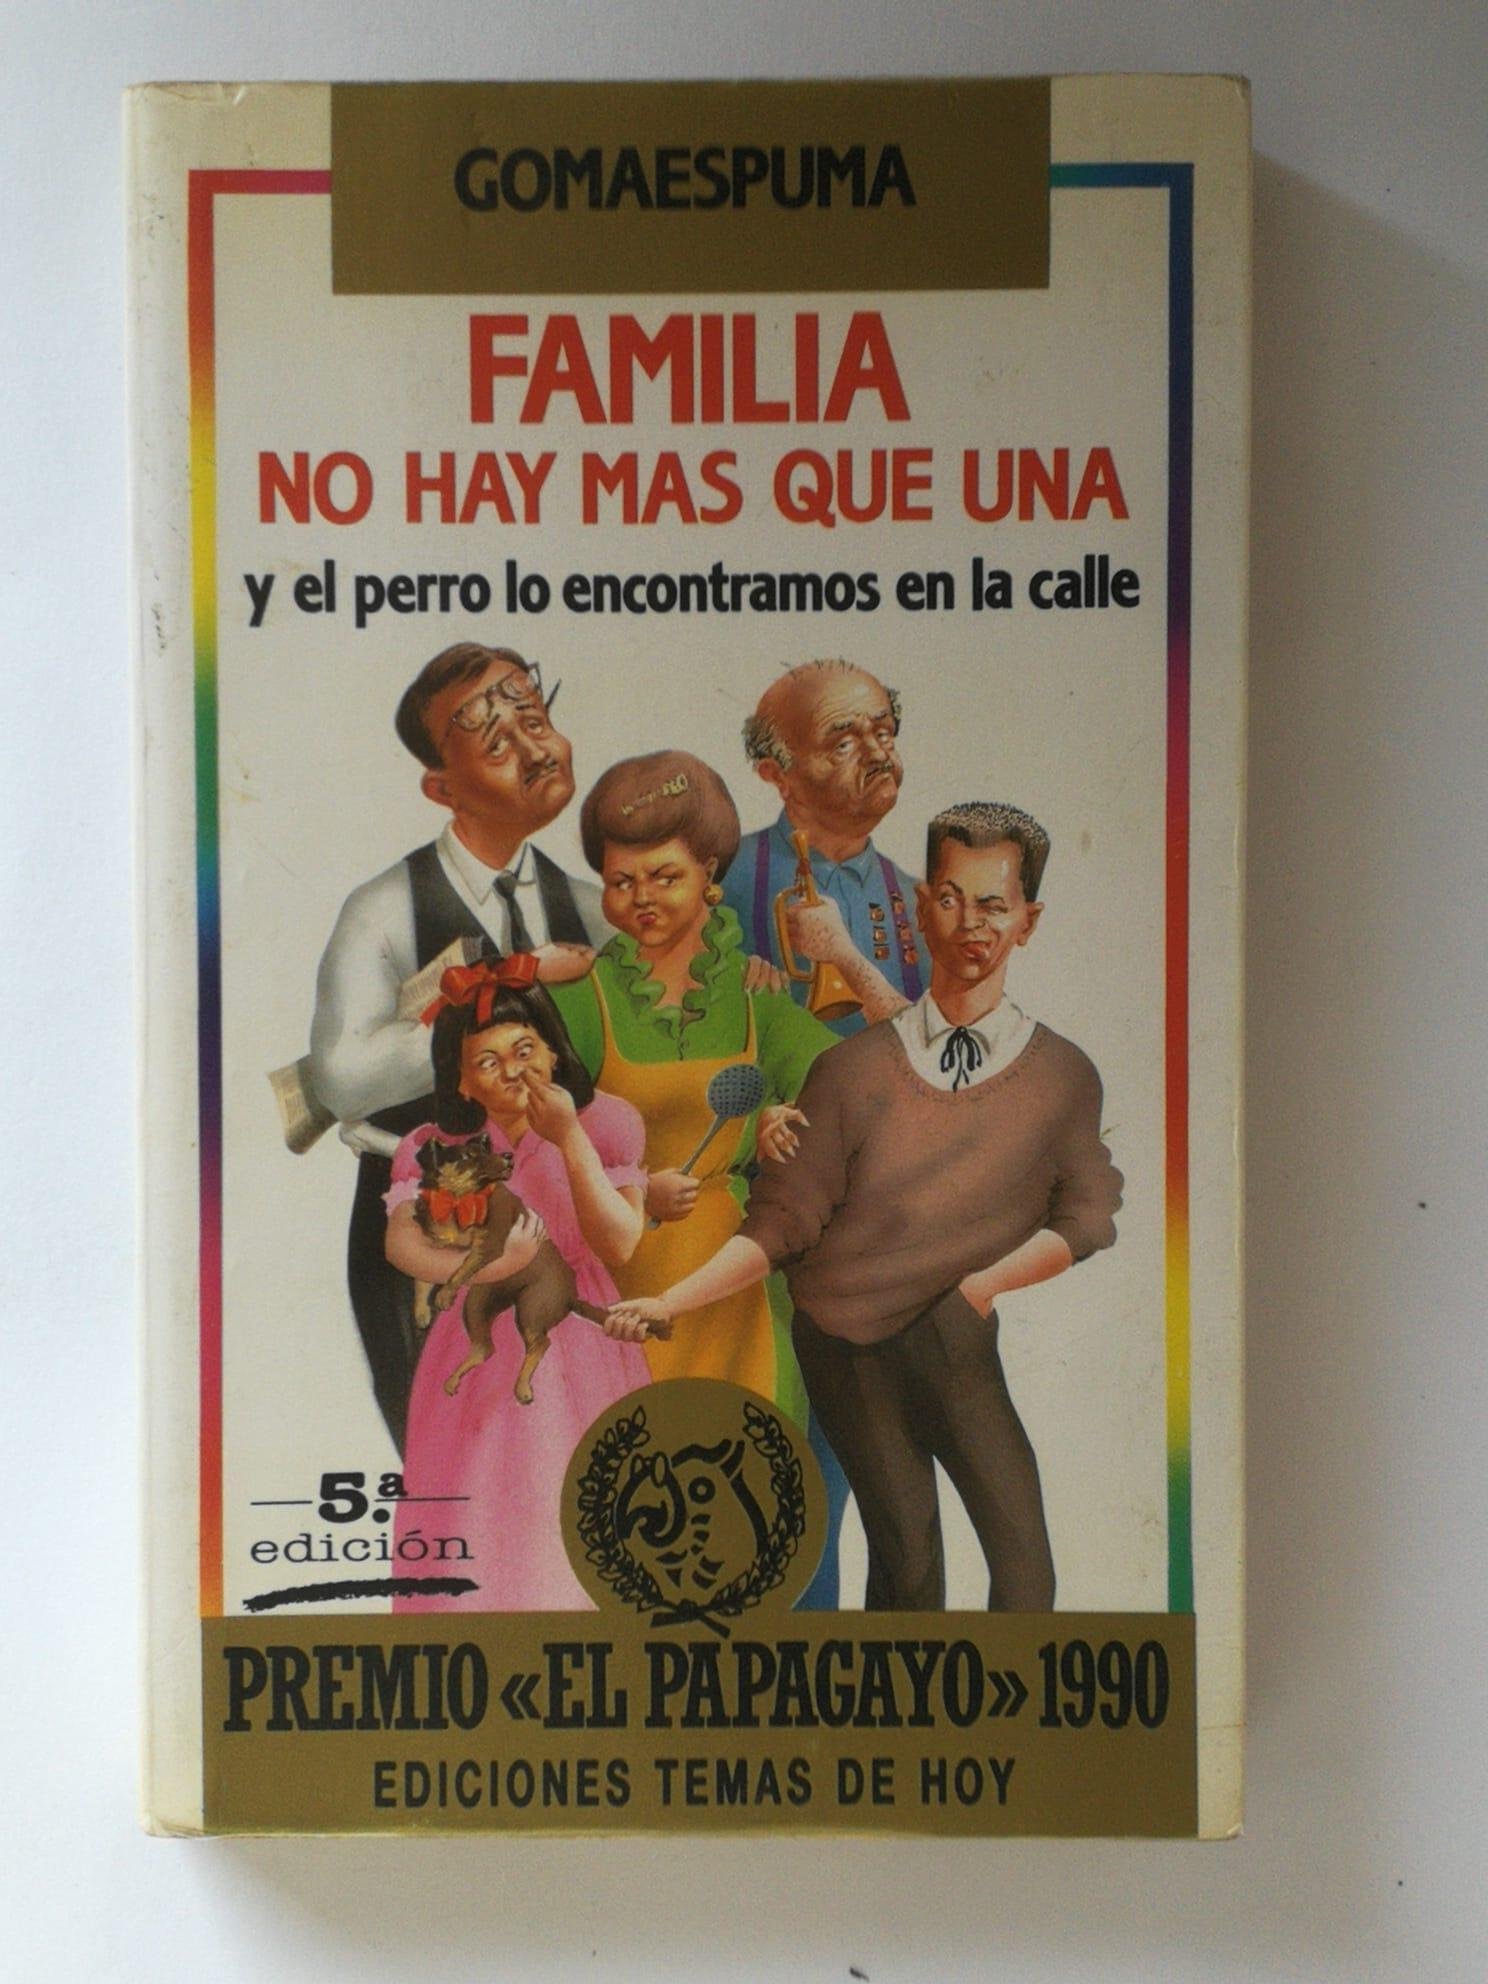 GOMAESPUMA
FAMILIA
NO HAY MAS QUE UNA
y el perro lo encontramos en la calle
5.ª
edición
PREMIO «EL PAPAGAYO» 1990
EDICIONES TEMAS DE HOY